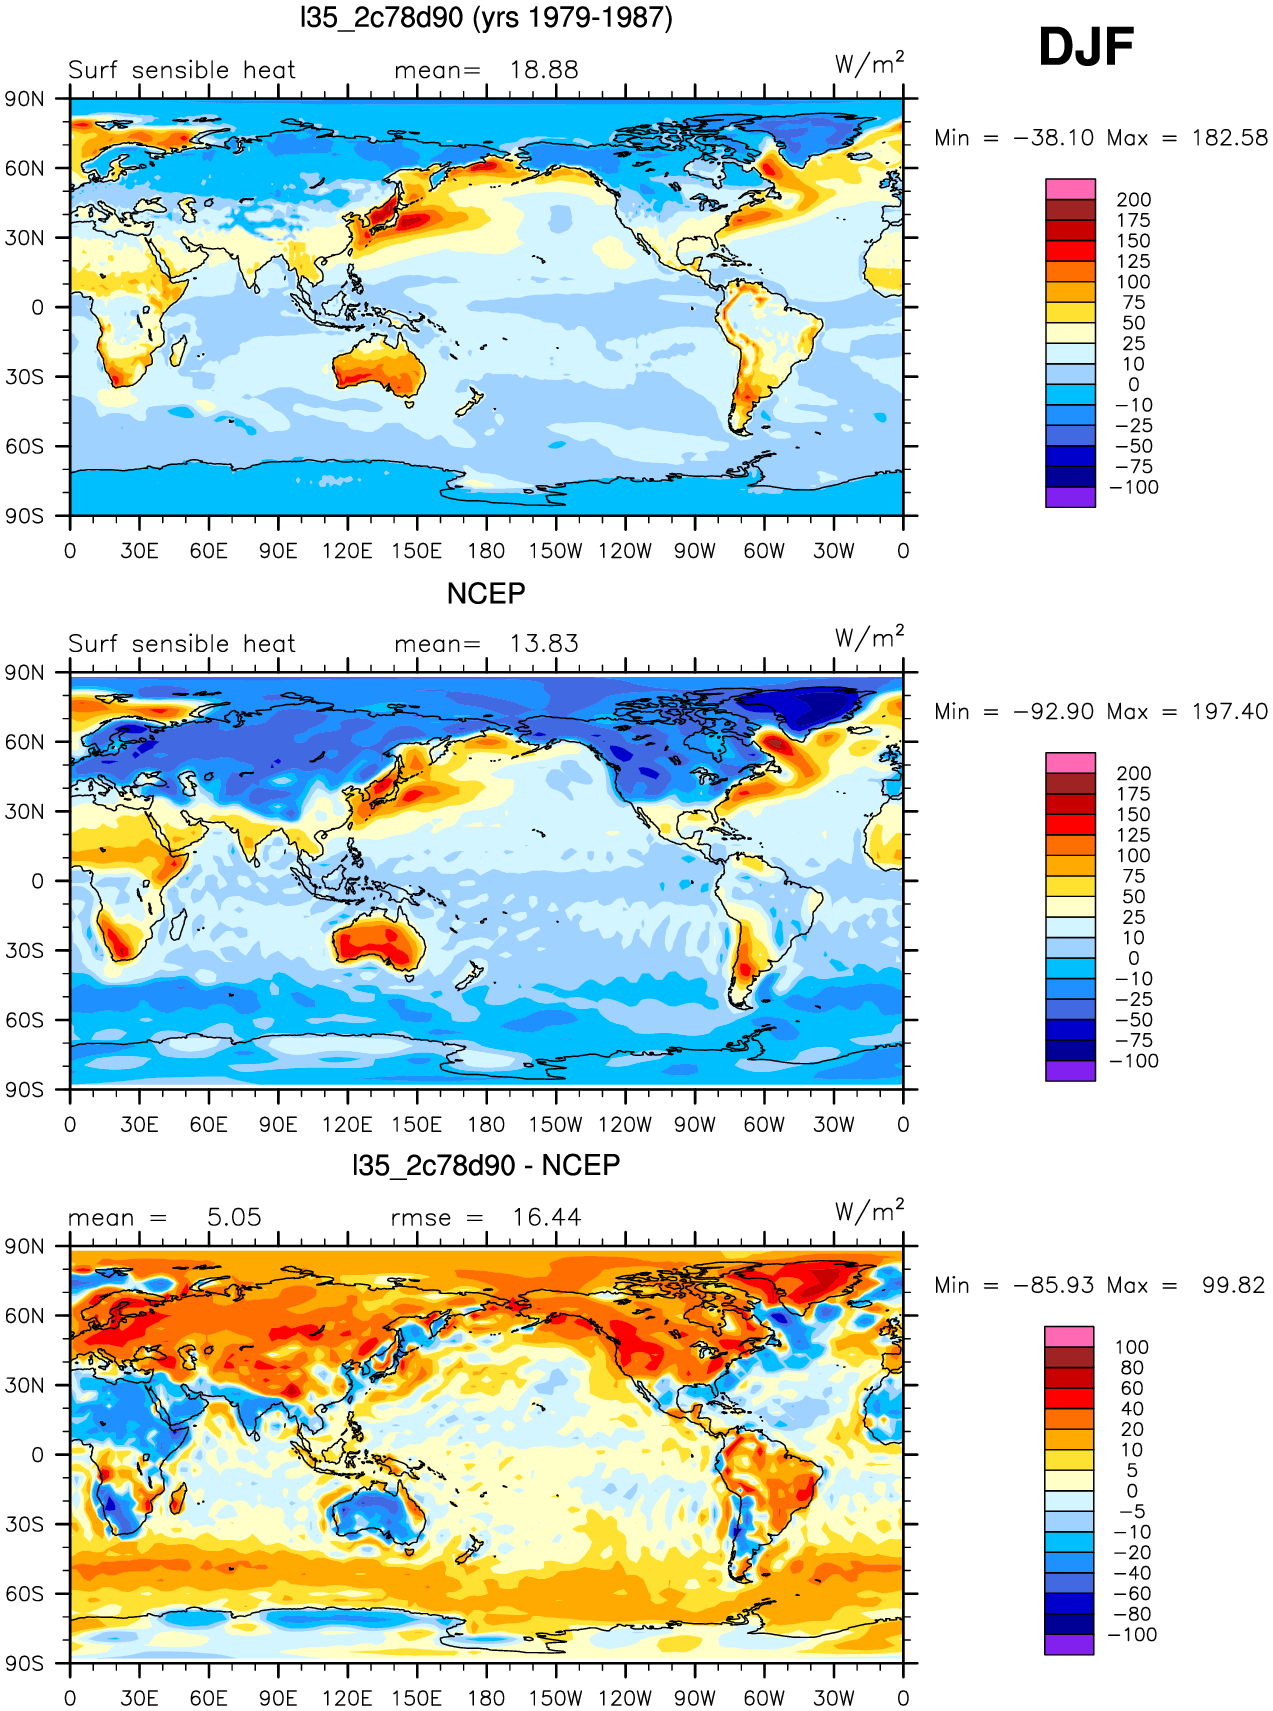 l35_2c78d90 (yrs 1979-1987)
DJF
Surf sensible heat mean= 18.88 W/m²
Min = −38.10 Max = 182.58
90N
60N
30N
0
30S
60S
90S
0 30E 60E 90E 120E 150E 180 150W 120W 90W 60W 30W 0
200
175
150
125
100
75
50
25
10
0
−10
−25
−50
−75
−100
NCEP
Surf sensible heat mean= 13.83 W/m²
Min = −92.90 Max = 197.40
90N
60N
30N
0
30S
60S
90S
0 30E 60E 90E 120E 150E 180 150W 120W 90W 60W 30W 0
200
175
150
125
100
75
50
25
10
0
−10
−25
−50
−75
−100
l35_2c78d90 - NCEP
mean = 5.05 rmse = 16.44 W/m²
Min = −85.93 Max = 99.82
90N
60N
30N
0
30S
60S
90S
0 30E 60E 90E 120E 150E 180 150W 120W 90W 60W 30W 0
100
80
60
40
20
10
5
0
−5
−10
−20
−40
−60
−80
−100